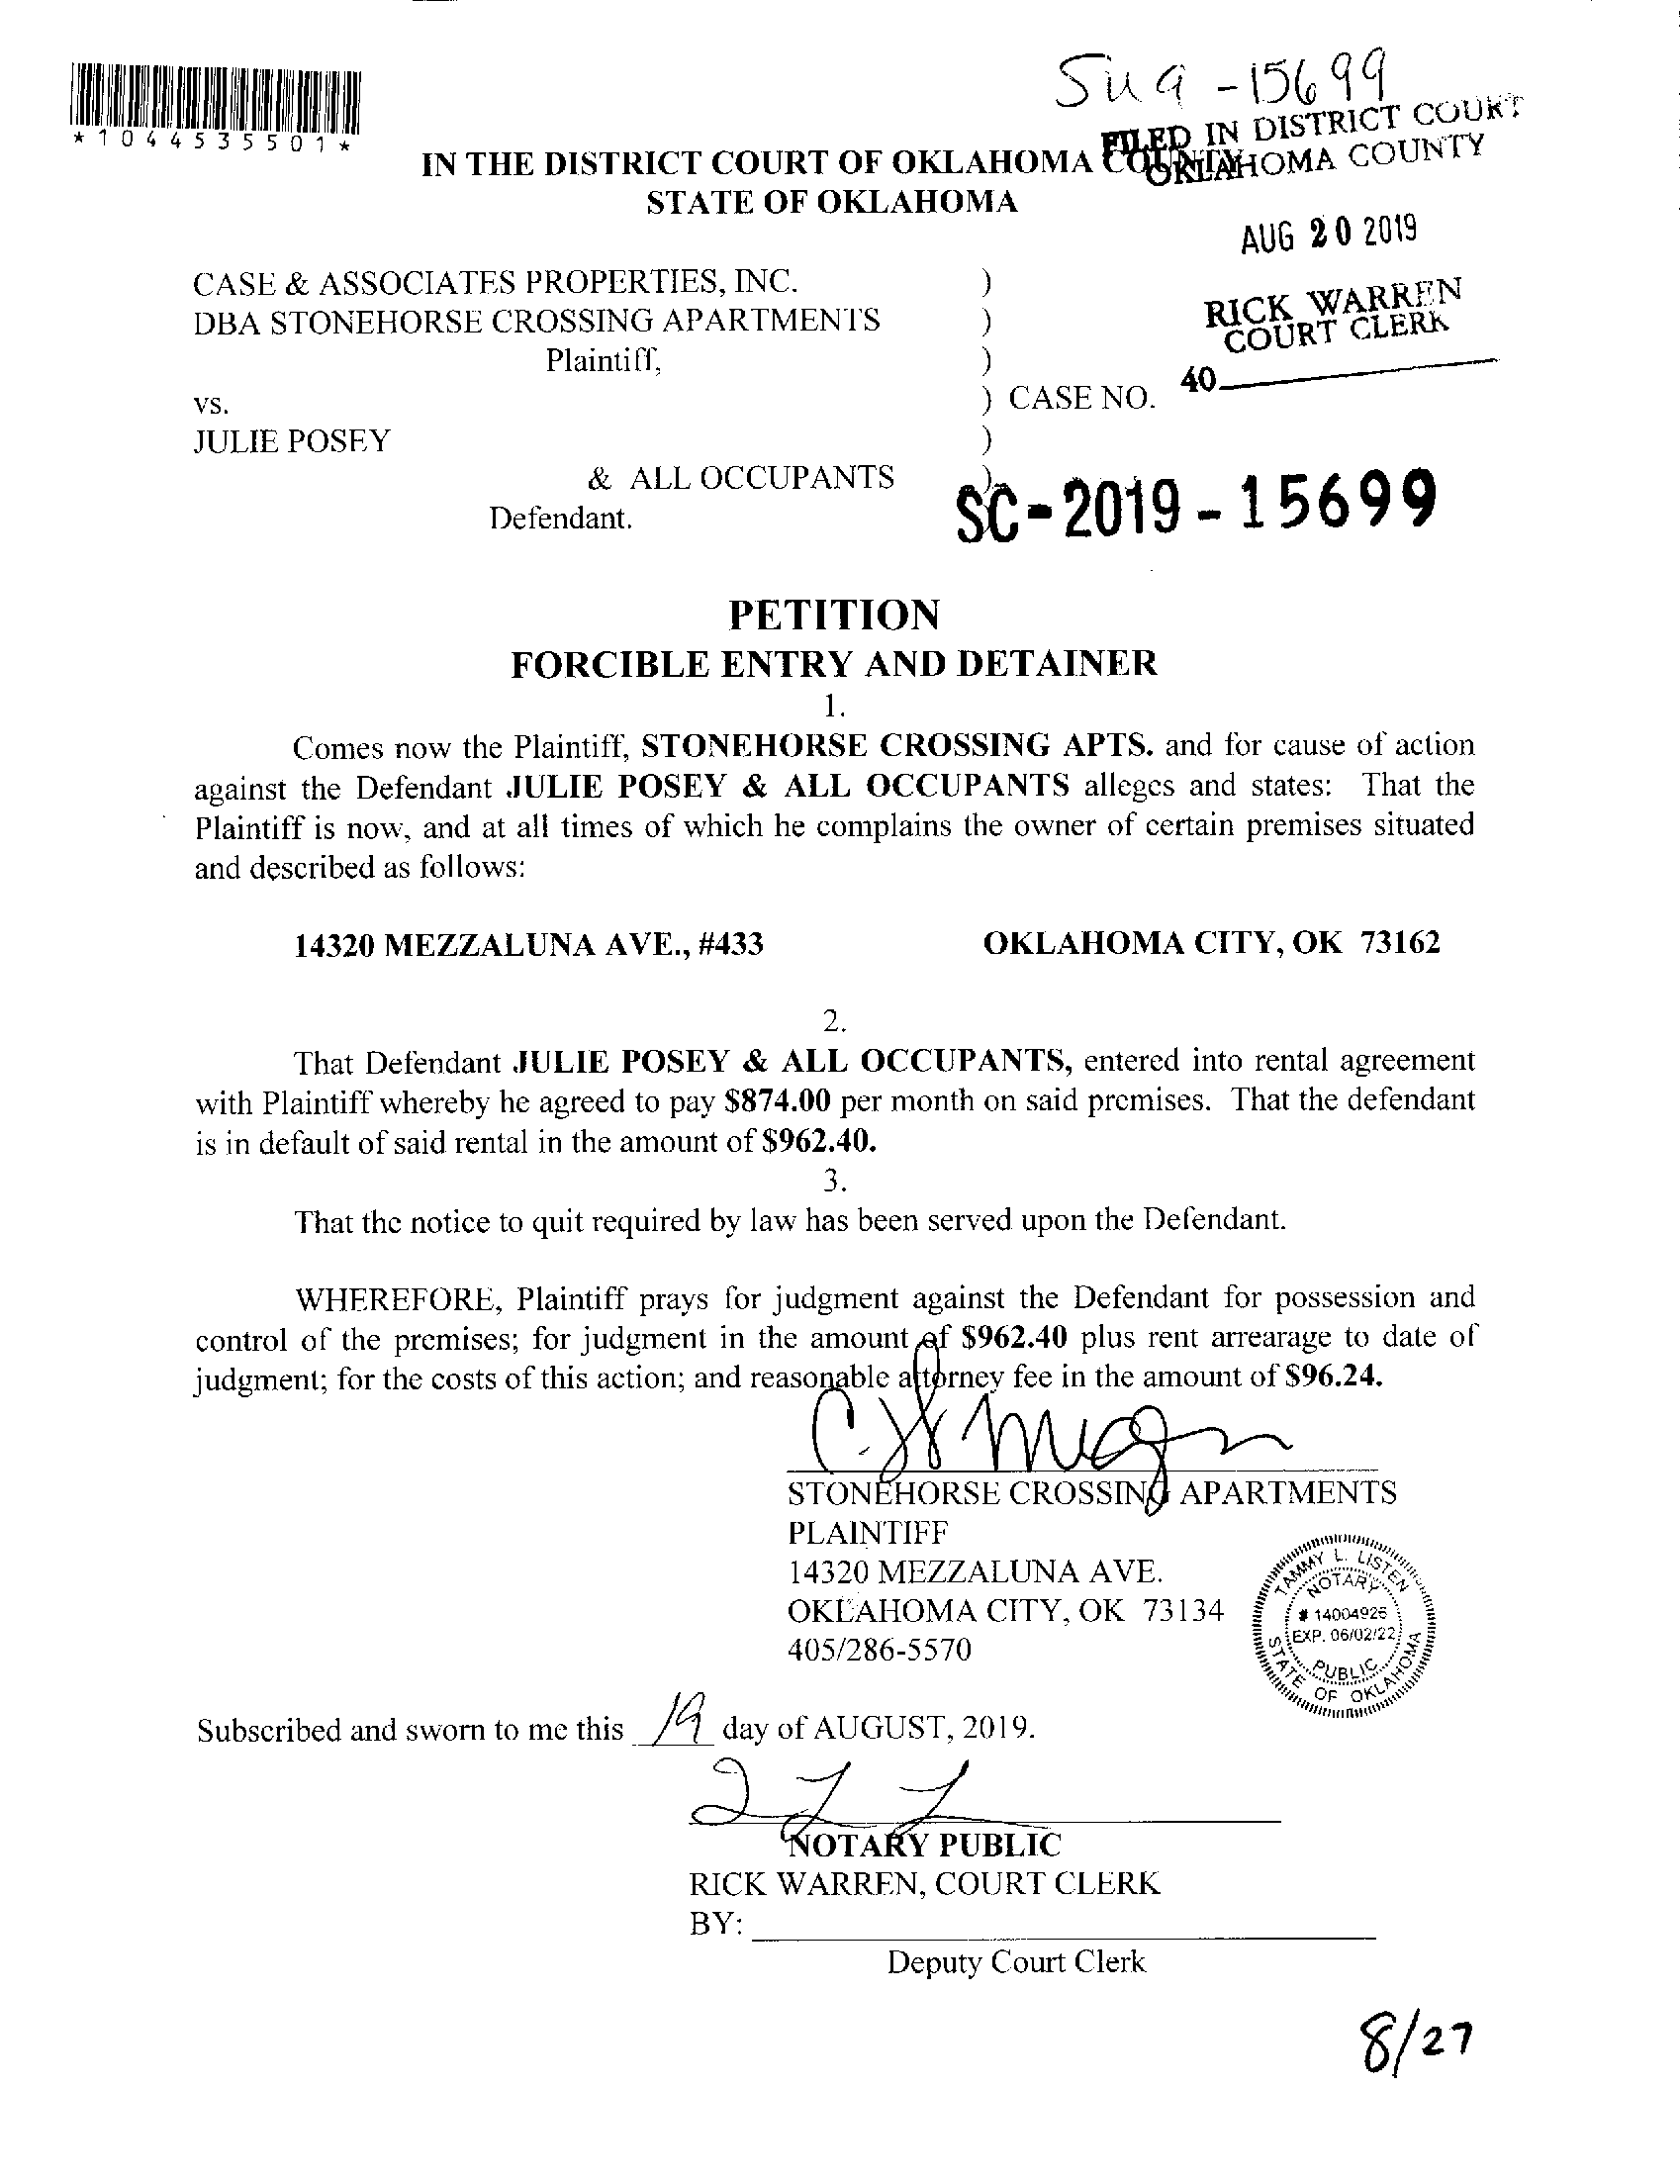 *1044535501*
-15699
FILED IN DISTRICT COURT
OKLAHOMA COUNTY
IN THE DISTRICT COURT OF OKLAHOMA COUNTY
STATE OF OKLAHOMA
AUG 20 2019
RICK WARREN
COURT CLERK
40
CASE & ASSOCIATES PROPERTIES, INC. )
DBA STONEHORSE CROSSING APARTMENTS )
Plaintiff, )
vs. ) CASE NO.
JULIE POSEY )
& ALL OCCUPANTS )
Defendant.
SC-2019-15699
PETITION
FORCIBLE ENTRY AND DETAINER
1.
Comes now the Plaintiff, STONEHORSE CROSSING APTS. and for cause of action
against the Defendant JULIE POSEY & ALL OCCUPANTS alleges and states: That the
Plaintiff is now, and at all times of which he complains the owner of certain premises situated
and described as follows:
14320 MEZZALUNA AVE., #433 OKLAHOMA CITY, OK 73162
2.
That Defendant JULIE POSEY & ALL OCCUPANTS, entered into rental agreement
with Plaintiff whereby he agreed to pay $874.00 per month on said premises. That the defendant
is in default of said rental in the amount of $962.40.
3.
That the notice to quit required by law has been served upon the Defendant.
WHEREFORE, Plaintiff prays for judgment against the Defendant for possession and
control of the premises; for judgment in the amount of $962.40 plus rent arrearage to date of
judgment; for the costs of this action; and reasonable attorney fee in the amount of $96.24.
STONEHORSE CROSSING APARTMENTS
PLAINTIFF
14320 MEZZALUNA AVE.
OKLAHOMA CITY, OK 73134
405/286-5570
TAMMY L. LISTEN
NOTARY
# 14004926
EXP. 06/02/22
PUBLIC
STATE OF OKLAHOMA
Subscribed and sworn to me this 19 day of AUGUST, 2019.
NOTARY PUBLIC
RICK WARREN, COURT CLERK
BY:
Deputy Court Clerk
8/27